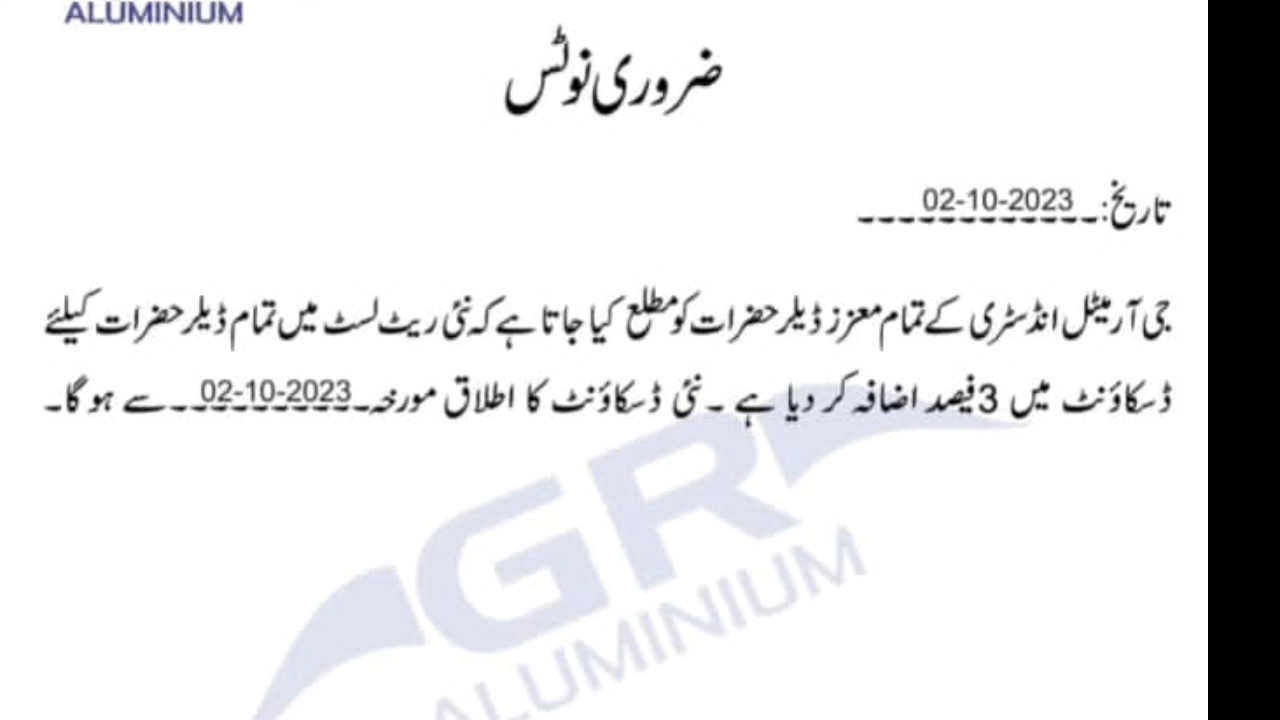 ALUMINIUM
ضروری نوٹس
تاریخ: 02-10-2023
جی آر میٹل انڈسٹری کے تمام معزز ڈیلر حضرات کو مطلع کیا جاتا ہے کہ نئی ریٹ لسٹ میں تمام ڈیلر حضرات کیلئے
ڈسکاؤنٹ میں 3 فیصد اضافہ کر دیا ہے ۔ نئی ڈسکاؤنٹ کا اطلاق مورخہ 02-10-2023 سے ہو گا۔
GR
ALUMINIUM